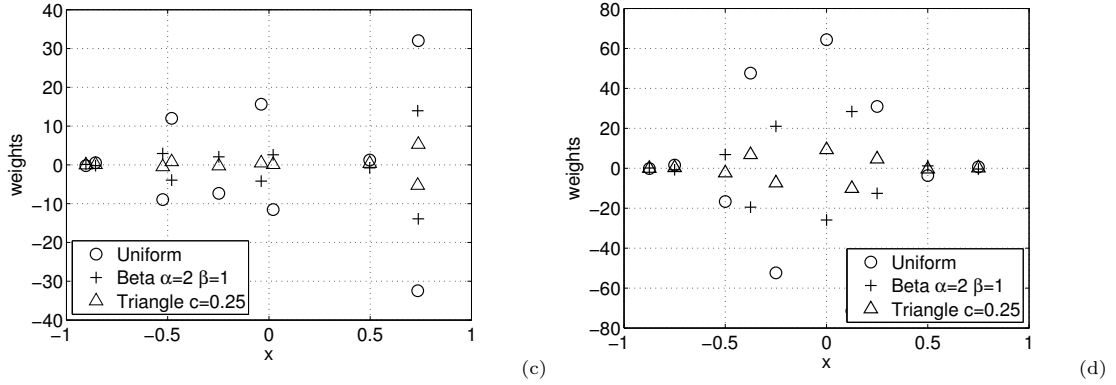 40
30
20
10
0
−10
−20
−30
−40
weights
Uniform
Beta α=2 β=1
Triangle c=0.25
−1
−0.5
0
0.5
1
x
(c)
80
60
40
20
0
−20
−40
−60
−80
weights
Uniform
Beta α=2 β=1
Triangle c=0.25
−1
−0.5
0
0.5
1
x
(d)